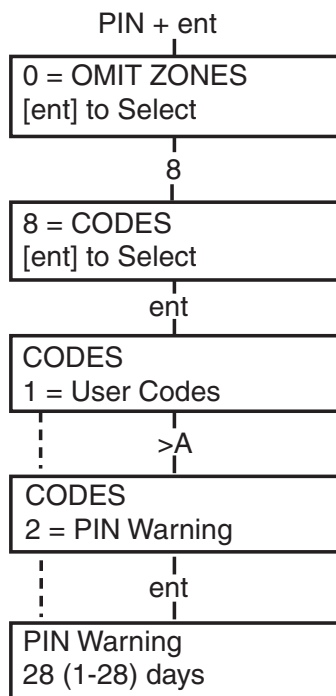 PIN + ent
0 = OMIT ZONES
[ent] to Select
8
8 = CODES
[ent] to Select
ent
CODES
1 = User Codes
>A
CODES
2 = PIN Warning
ent
PIN Warning
28 (1-28) days